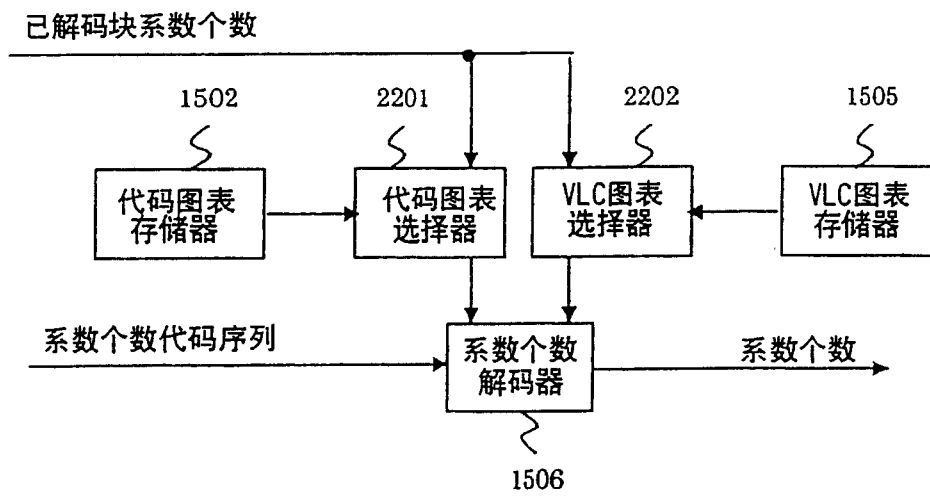 已解码块系数个数
1502
2201
2202
1505
代码图表
存储器
代码图表
选择器
VLC图表
选择器
VLC图表
存储器
系数个数代码序列
系数个数
解码器
系数个数
1506